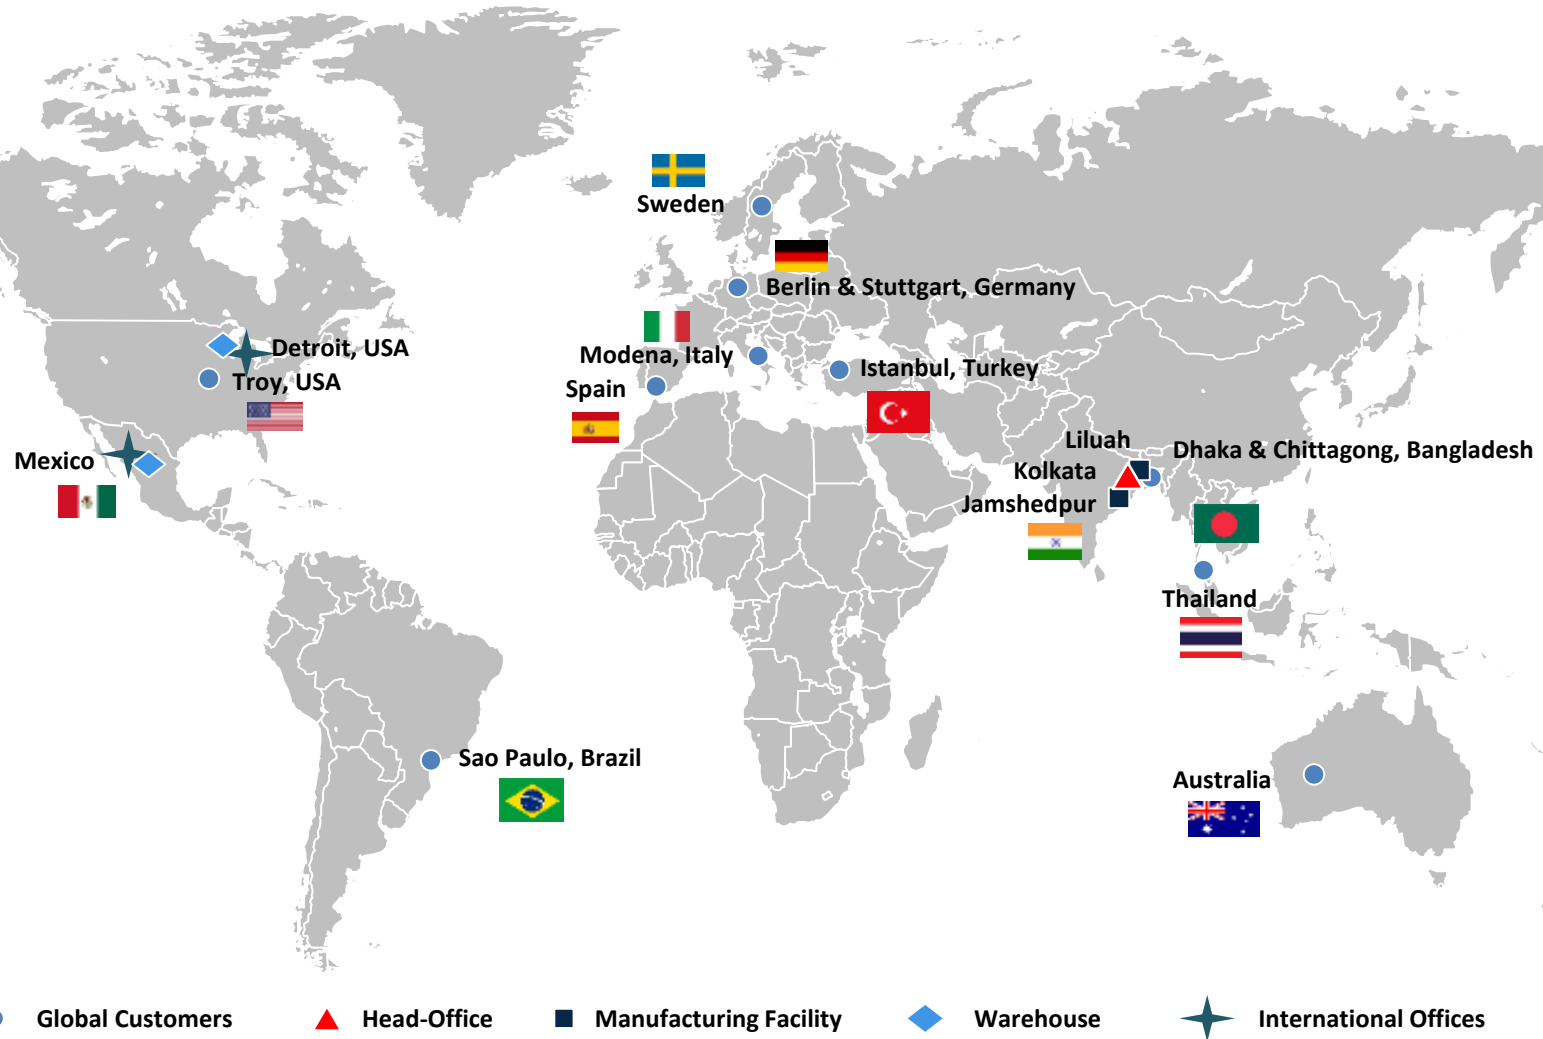 Sweden
Berlin & Stuttgart, Germany
Detroit, USA
Modena, Italy
Istanbul, Turkey
Troy, USA
Spain
Liluah
Dhaka & Chittagong, Bangladesh
Mexico
Kolkata
Jamshedpur
Thailand
Sao Paulo, Brazil
Australia
Global Customers
Head-Office
Manufacturing Facility
Warehouse
International Offices